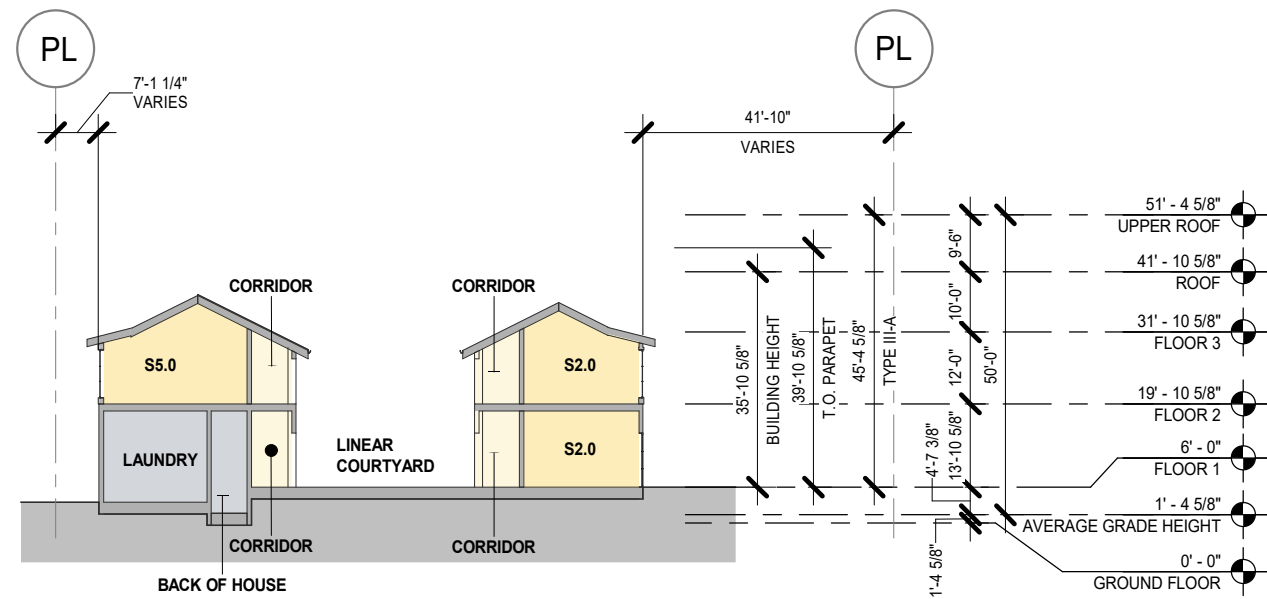 PL
PL
7'-1 1/4"
VARIES
41'-10"
VARIES
51' - 4 5/8"
UPPER ROOF
9'-6"
41' - 10 5/8"
ROOF
CORRIDOR
CORRIDOR
10'-0"
31' - 10 5/8"
FLOOR 3
S5.0
S2.0
35'-10 5/8"
BUILDING HEIGHT
39'-10 5/8"
T.O. PARAPET
45'-4 5/8"
TYPE III-A
12'-0"
50'-0"
19' - 10 5/8"
FLOOR 2
LAUNDRY
LINEAR
COURTYARD
S2.0
4'-7 3/8"
13'-10 5/8"
6' - 0"
FLOOR 1
1' - 4 5/8"
AVERAGE GRADE HEIGHT
CORRIDOR
CORRIDOR
BACK OF HOUSE
1'-4 5/8"
0' - 0"
GROUND FLOOR